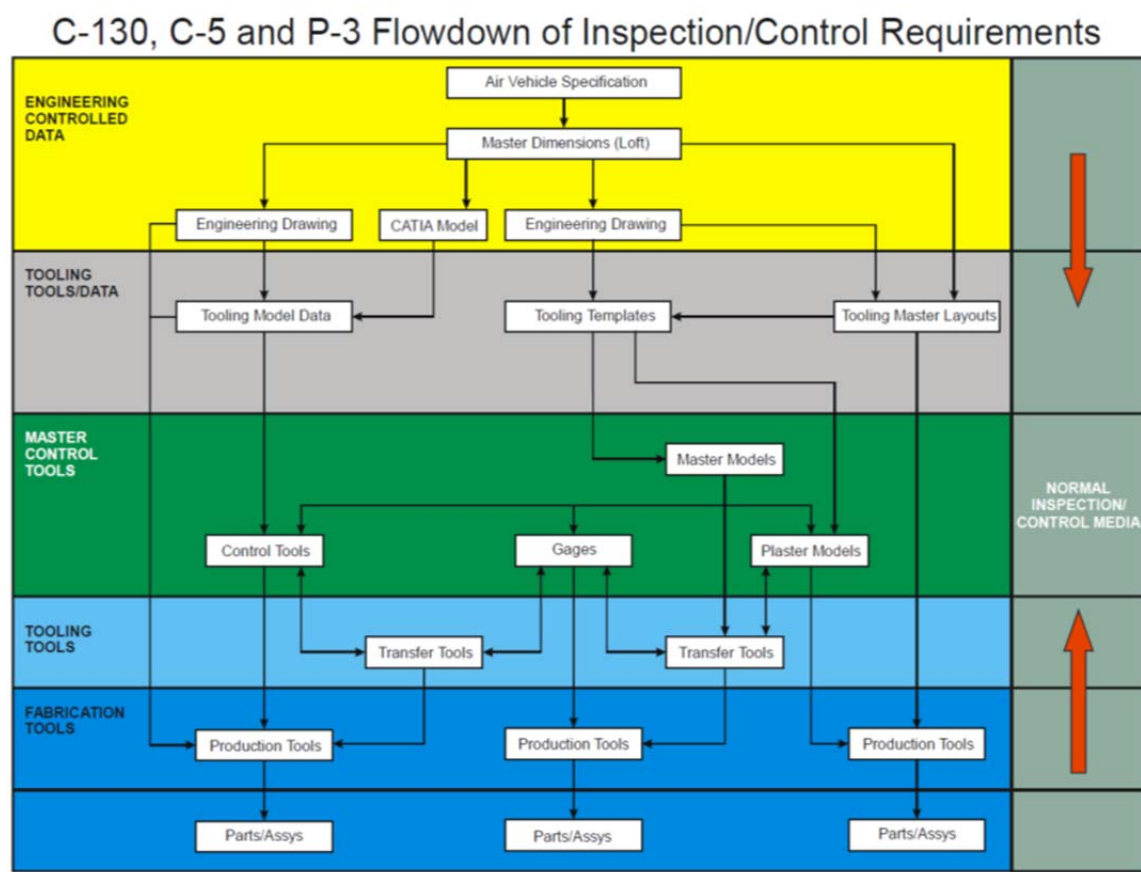 C-130, C-5 and P-3 Flowdown of Inspection/Control Requirements
ENGINEERING
CONTROLLED
DATA
Air Vehicle Specification
Master Dimensions (Loft)
Engineering Drawing
CATIA Model
Engineering Drawing
TOOLING
TOOLS/DATA
Tooling Model Data
Tooling Templates
Tooling Master Layouts
MASTER
CONTROL
TOOLS
Master Models
NORMAL
INSPECTION/
CONTROL MEDIA
Control Tools
Gages
Plaster Models
TOOLING
TOOLS
Transfer Tools
Transfer Tools
FABRICATION
TOOLS
Production Tools
Production Tools
Production Tools
Parts/Assys
Parts/Assys
Parts/Assys